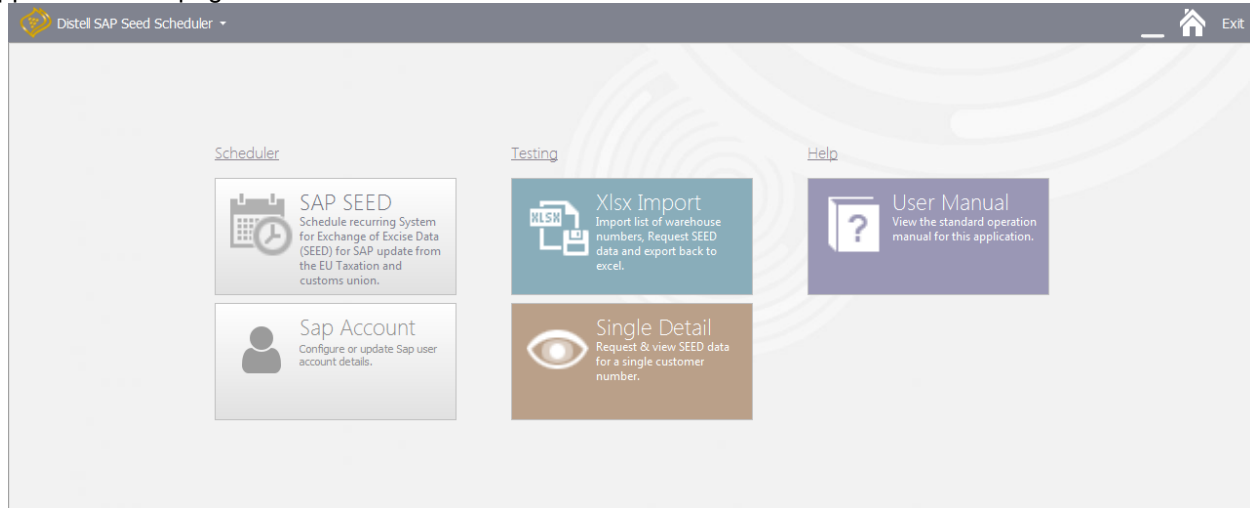 Distell SAP Seed Scheduler
Exit
Scheduler
SAP SEED
Schedule recurring System
for Exchange of Excise Data
(SEED) for SAP update from
the EU Taxation and
customs union.
Sap Account
Configure or update Sap user
account details.
Testing
XLSX
Xlsx Import
Import list of warehouse
numbers, Request SEED
data and export back to
excel.
Single Detail
Request & view SEED data
for a single customer
number.
Help
?
User Manual
View the standard operation
manual for this application.